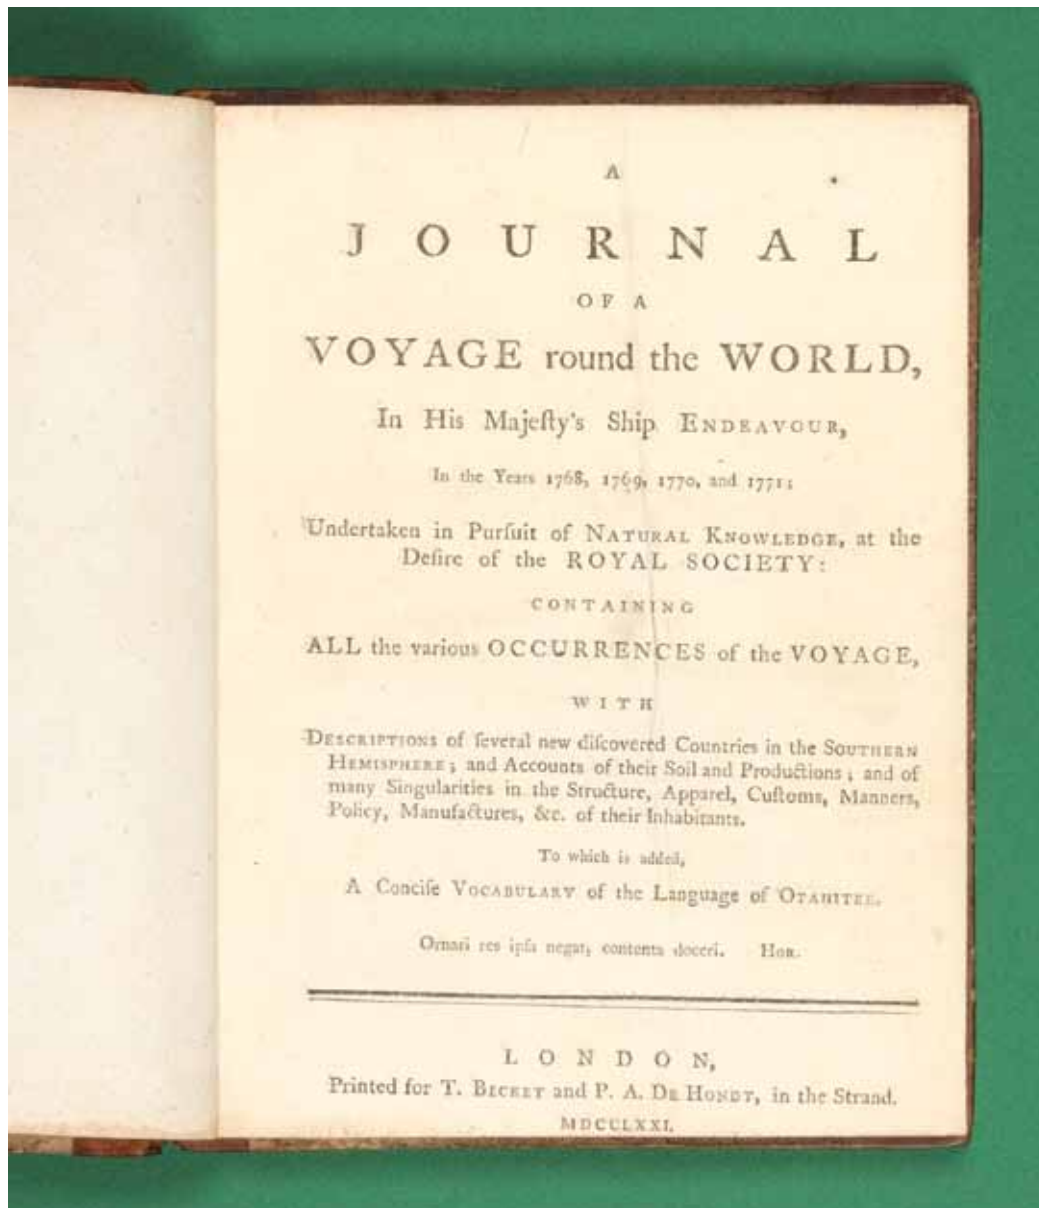 A
JOURNAL
OF A
VOYAGE round the WORLD,
In His Majeſty's Ship ENDEAVOUR,
In the Years 1768, 1769, 1770, and 1771;
Undertaken in Purſuit of NATURAL KNOWLEDGE, at the
Deſire of the ROYAL SOCIETY:
CONTAINING
ALL the various OCCURRENCES of the VOYAGE,
WITH
DESCRIPTIONS of ſeveral new diſcovered Countries in the SOUTHERN
HEMISPHERE; and Accounts of their Soil and Productions; and of
many Singularities in the Structure, Apparel, Cuſtoms, Manners,
Policy, Manufactures, &c. of their Inhabitants.
To which is added,
A Conciſe VOCABULARY of the Language of OTAHITEE.
Ornari res ipſa negat, contenta doceri. HOR.
LONDON,
Printed for T. BECKET and P. A. DE HONDT, in the Strand.
MDCCLXXI.